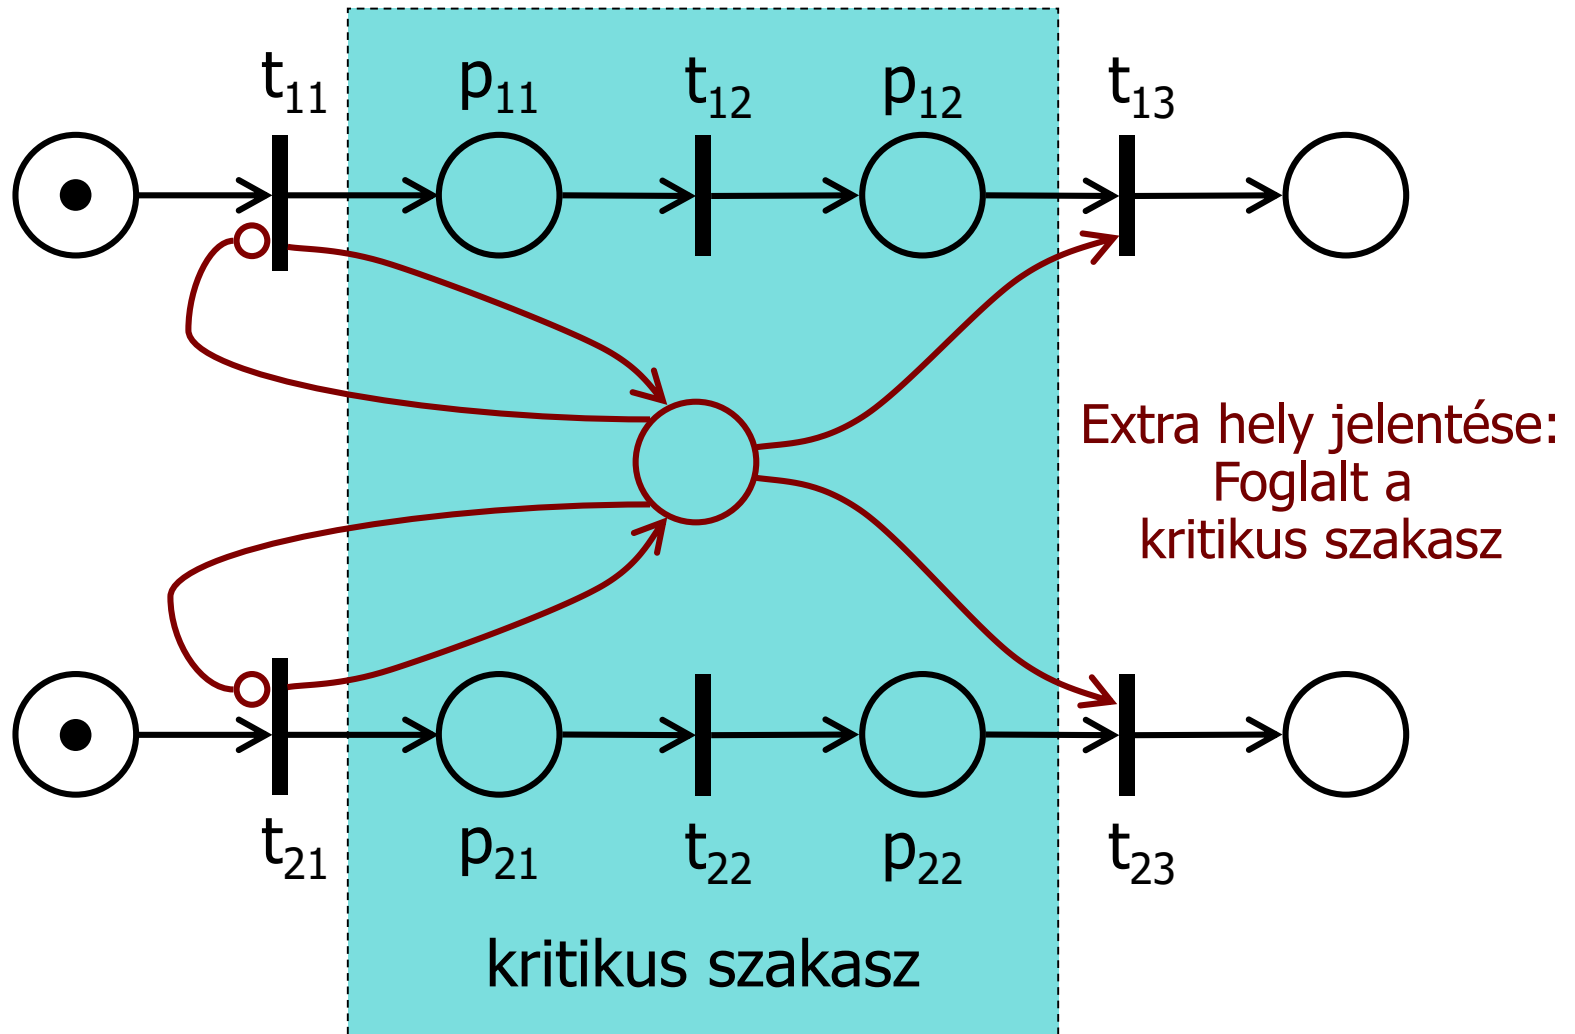 t₁₁ p₁₁ t₁₂ p₁₂ t₁₃
Extra hely jelentése:
Foglalt a
kritikus szakasz
t₂₁ p₂₁ t₂₂ p₂₂ t₂₃
kritikus szakasz